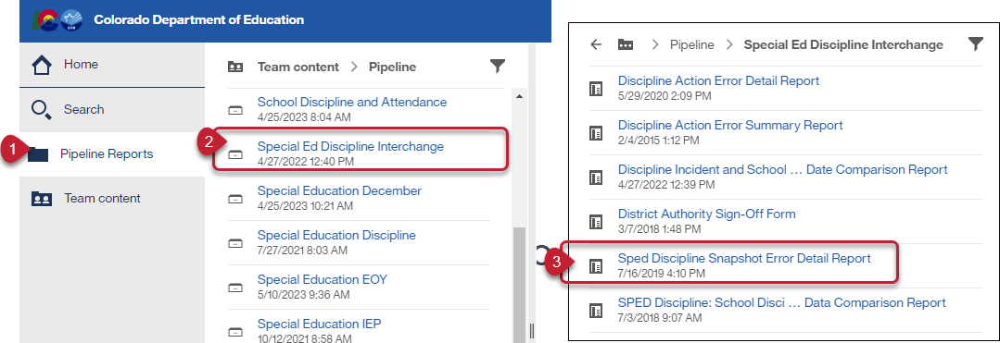 Colorado Department of Education
Home
Search
1
Pipeline Reports
Team content
Team content > Pipeline
School Discipline and Attendance
4/25/2023 8:04 AM
2
Special Ed Discipline Interchange
4/27/2022 12:40 PM
Special Education December
4/25/2023 10:21 AM
Special Education Discipline
7/27/2021 8:03 AM
Special Education EOY
5/10/2023 9:36 AM
Special Education IEP
10/12/2021 8:58 AM
Pipeline > Special Ed Discipline Interchange
Discipline Action Error Detail Report
5/29/2020 2:09 PM
Discipline Action Error Summary Report
2/4/2015 1:12 PM
Discipline Incident and School … Date Comparison Report
4/27/2022 12:39 PM
District Authority Sign-Off Form
3/7/2018 1:48 PM
3
Sped Discipline Snapshot Error Detail Report
7/16/2019 4:10 PM
SPED Discipline: School Disci … Data Comparison Report
7/3/2018 9:07 AM